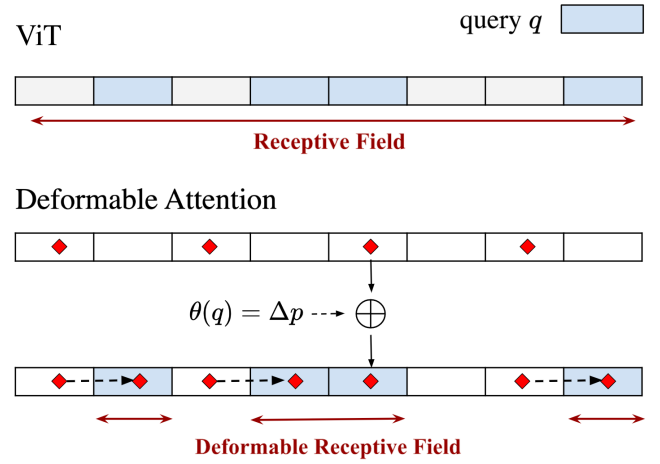 ViT
query q
Receptive Field
Deformable Attention
θ(q) = Δp
Deformable Receptive Field